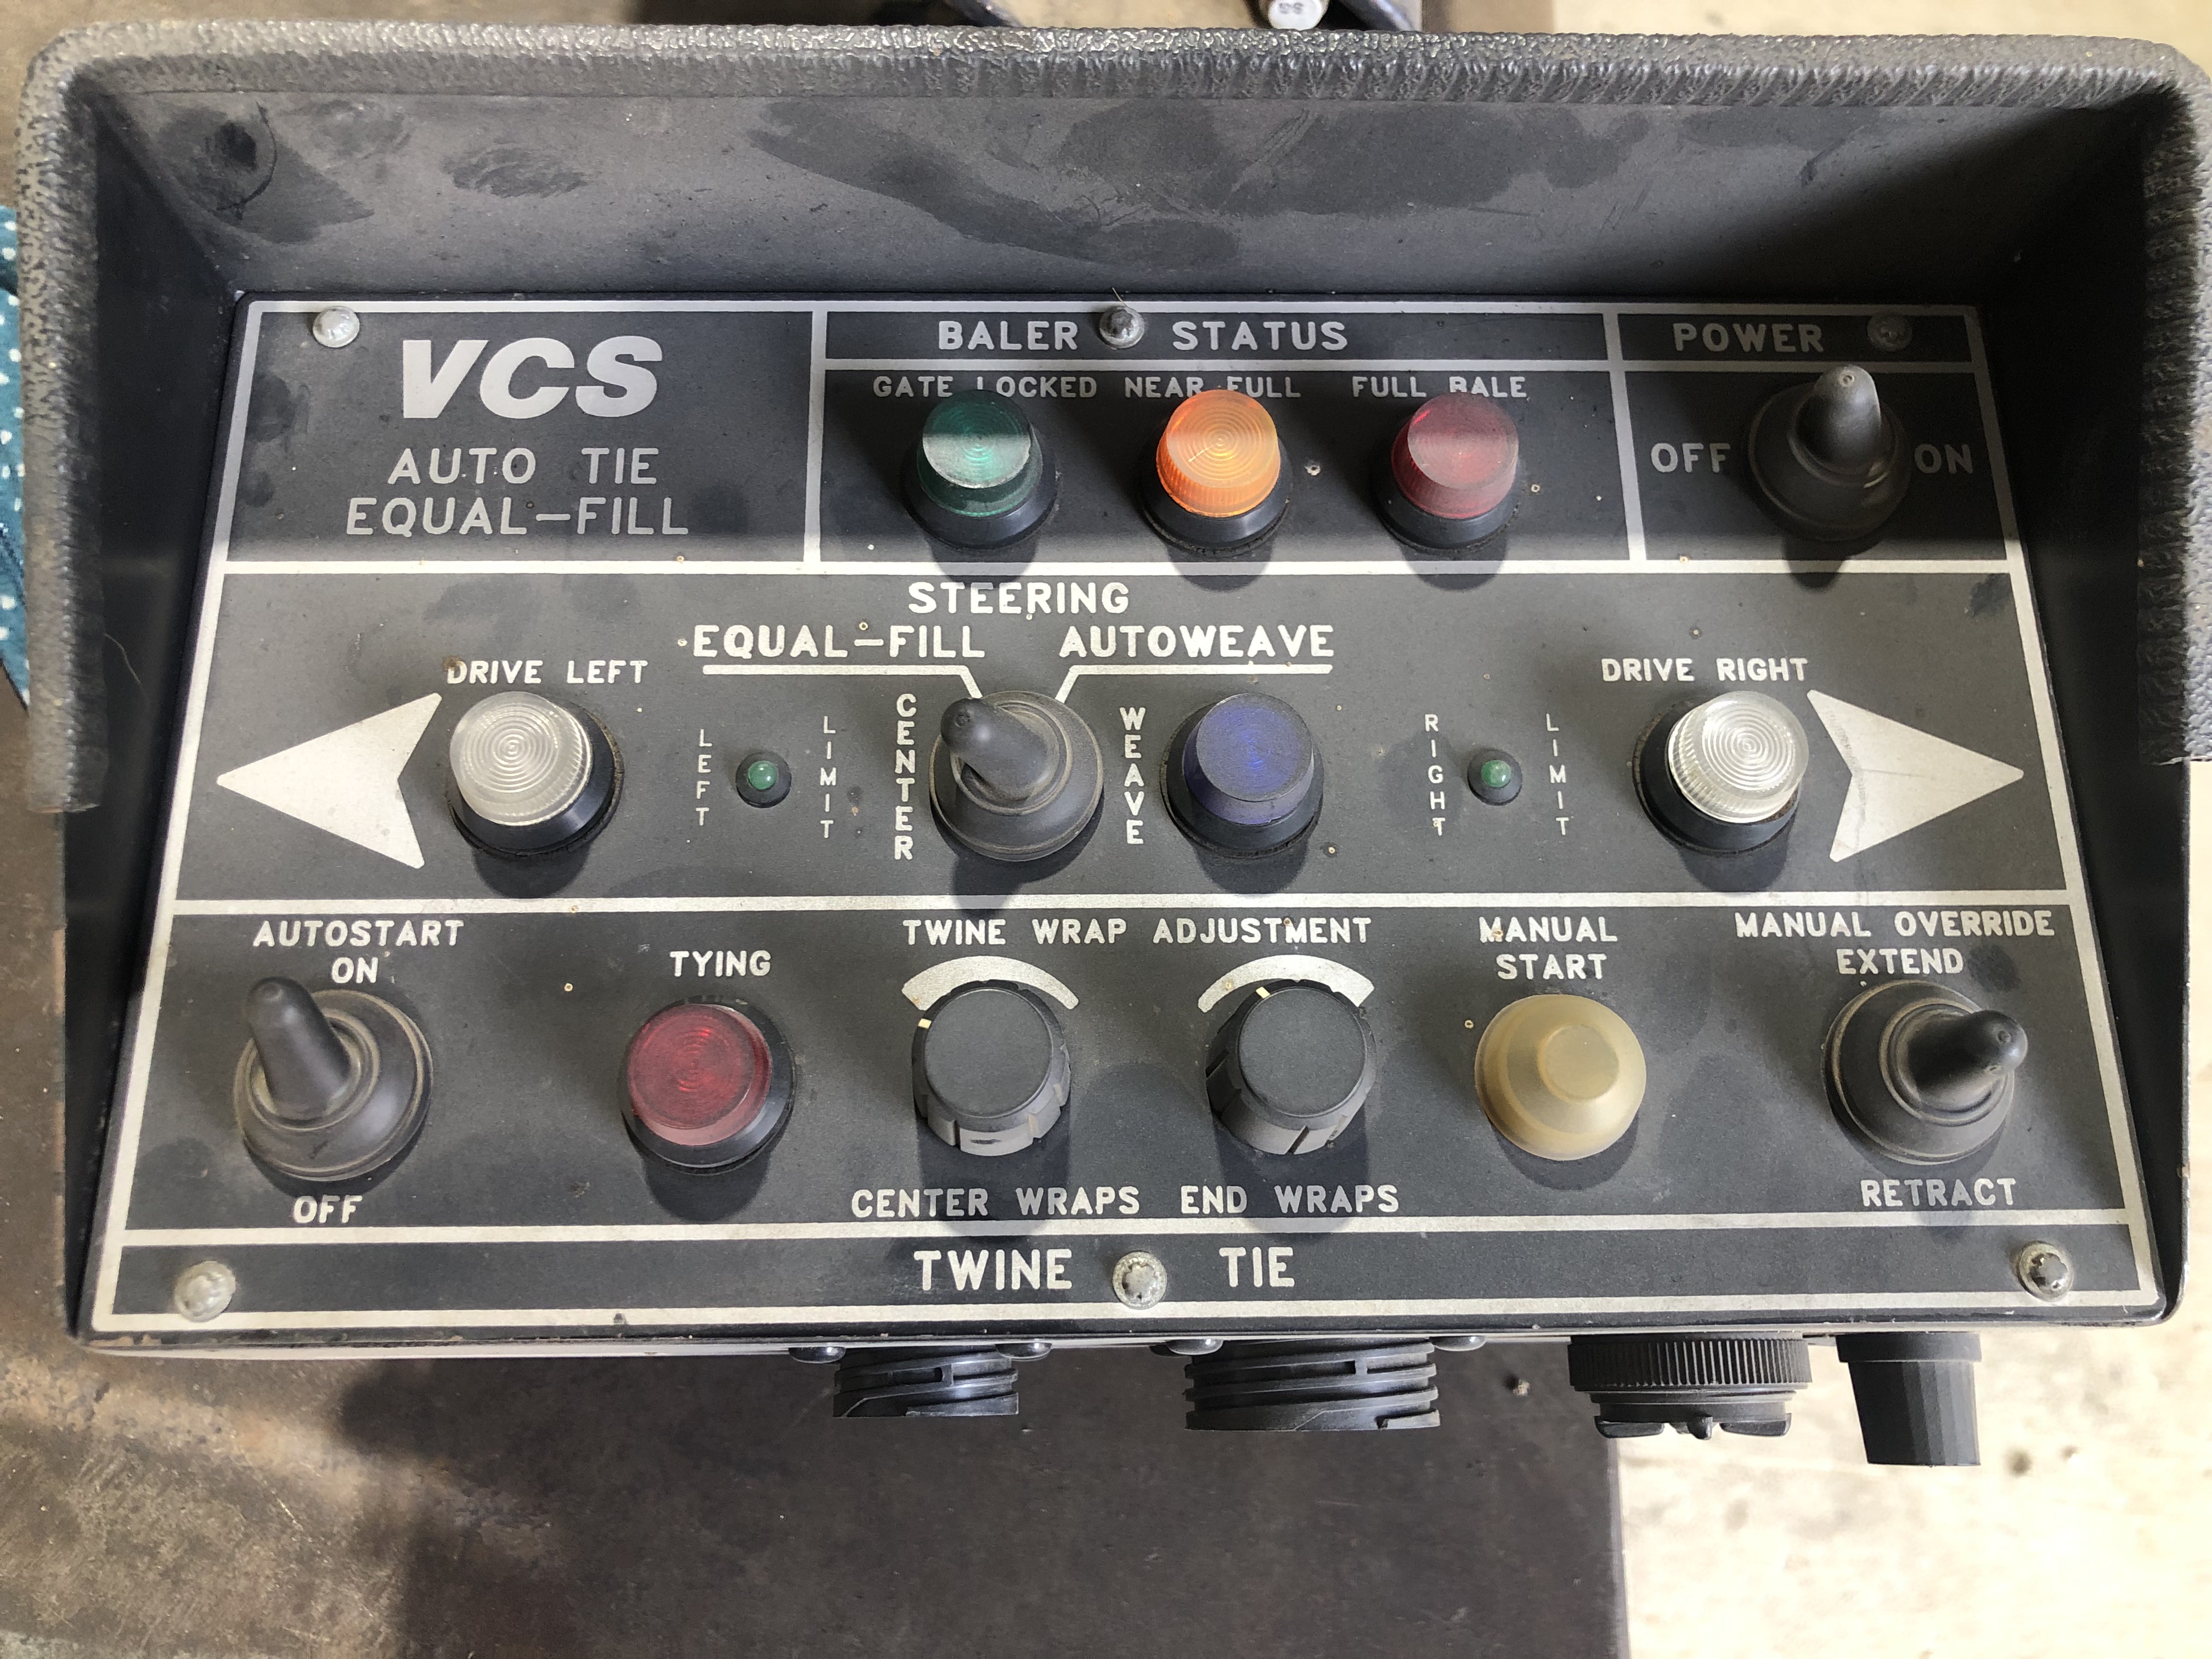 VCS
AUTO TIE
EQUAL-FILL
BALER STATUS
GATE LOCKED NEAR FULL FULL BALE
POWER
OFF ON
STEERING
EQUAL-FILL AUTOWEAVE
DRIVE LEFT
LEFT
LIMIT
CENTER
WEAVE
RIGHT
LIMIT
DRIVE RIGHT
AUTOSTART
ON
OFF
TYING
TWINE WRAP ADJUSTMENT
CENTER WRAPS END WRAPS
MANUAL
START
MANUAL OVERRIDE
EXTEND
RETRACT
TWINE TIE